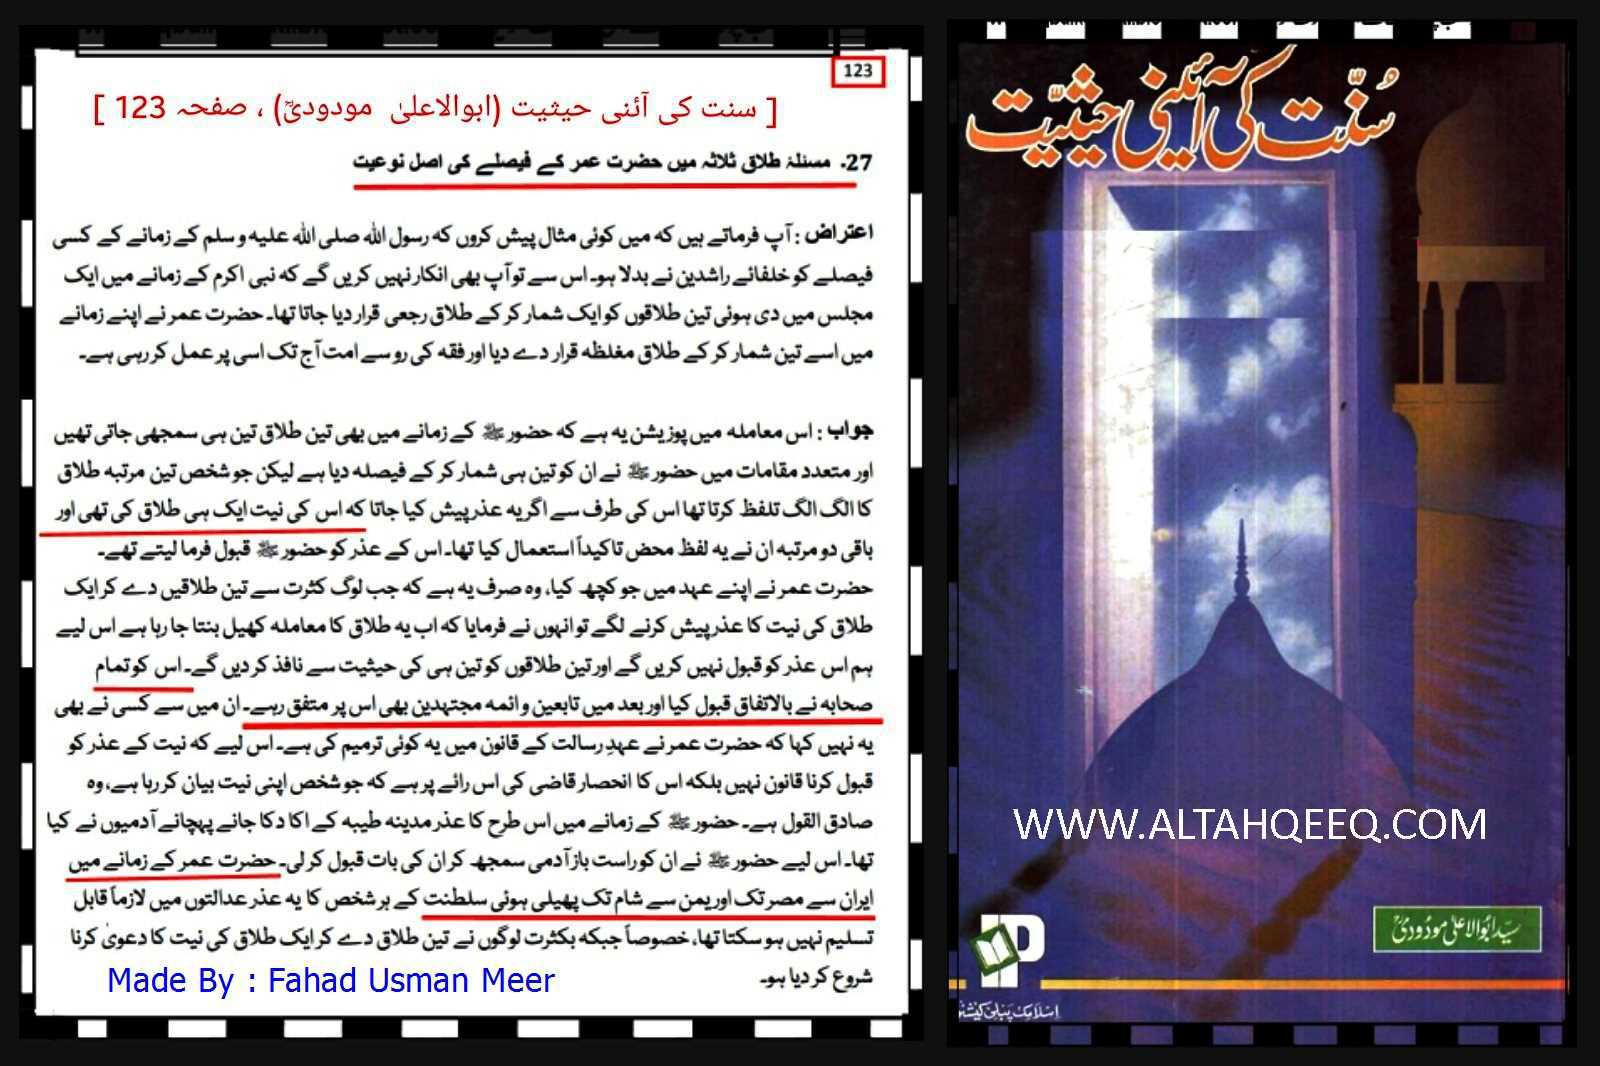 123
[ سنت کی آئنی حیثیت (ابوالاعلیٰ مودودیؒ) ، صفحہ 123 ]
27. مسئلۂ طلاق ثلاثہ میں حضرت عمر کے فیصلے کی اصل نوعیت
اعتراض : آپ فرماتے ہیں کہ میں کوئی مثال پیش کروں کہ رسول اللہ صلی اللہ علیہ و سلم کے زمانے کے کسی
فیصلے کو خلفائے راشدین نے بدلا ہو۔ اس سے تو آپ بھی انکار نہیں کریں گے کہ نبی اکرم کے زمانے میں ایک
مجلس میں دی ہوئی تین طلاقوں کو ایک شمار کر کے طلاق رجعی قرار دیا جاتا تھا۔ حضرت عمر نے اپنے زمانے
میں اسے تین شمار کر کے طلاق مغلظہ قرار دے دیا اور فقہ کی رو سے امت آج تک اسی پر عمل کر رہی ہے۔
جواب : اس معاملہ میں پوزیشن یہ ہے کہ حضور ﷺ کے زمانے میں بھی تین طلاق تین ہی سمجھی جاتی تھیں
اور متعدد مقامات میں حضور ﷺ نے ان کو تین ہی شمار کر کے فیصلہ دیا ہے لیکن جو شخص تین مرتبہ طلاق
کا الگ الگ تلفظ کرتا تھا اس کی طرف سے اگر یہ عذر پیش کیا جاتا کہ اس کی نیت ایک ہی طلاق کی تھی اور
باقی دو مرتبہ ان نے یہ لفظ محض تاکیداً استعمال کیا تھا۔ اس کے عذر کو حضور ﷺ قبول فرما لیتے تھے۔
حضرت عمر نے اپنے عہد میں جو کچھ کیا، وہ صرف یہ ہے کہ جب لوگ کثرت سے تین طلاقیں دے کر ایک
طلاق کی نیت کا عذر پیش کرنے لگے تو انہوں نے فرمایا کہ اب یہ طلاق کا معاملہ کھیل بنتا جا رہا ہے اس لیے
ہم اس عذر کو قبول نہیں کریں گے اور تین طلاقوں کو تین ہی کی حیثیت سے نافذ کر دیں گے۔ اس کو تمام
صحابہ نے بالاتفاق قبول کیا اور بعد میں تابعین و ائمہ مجتہدین بھی اس پر متفق رہے۔ ان میں سے کسی نے بھی
یہ نہیں کہا کہ حضرت عمر نے عہدِ رسالت کے قانون میں یہ کوئی ترمیم کی ہے۔ اس لیے کہ نیت کے عذر کو
قبول کرنا قانون نہیں بلکہ اس کا انحصار قاضی کی اس رائے پر ہے کہ جو شخص اپنی نیت بیان کر رہا ہے، وہ
صادق القول ہے۔ حضور ﷺ کے زمانے میں اس طرح کا عذر مدینہ طیبہ کے اکا دکا جانے پہچانے آدمیوں نے کیا
تھا۔ اس لیے حضور ﷺ نے ان کو راست باز آدمی سمجھ کر ان کی بات قبول کر لی۔ حضرت عمر کے زمانے میں
ایران سے مصر تک اور یمن سے شام تک پھیلی ہوئی سلطنت کے ہر شخص کا یہ عذر عدالتوں میں لازماً قابل
تسلیم نہیں ہو سکتا تھا، خصوصاً جبکہ بکثرت لوگوں نے تین طلاق دے کر ایک طلاق کی نیت کا دعویٰ کرنا
شروع کر دیا ہو۔
Made By : Fahad Usman Meer
سُنّت کی آئینی حیثیّت
WWW.ALTAHQEEQ.COM
سیّد ابوالاعلیٰ مودودیؒ
اسلامک پبلی کیشنز